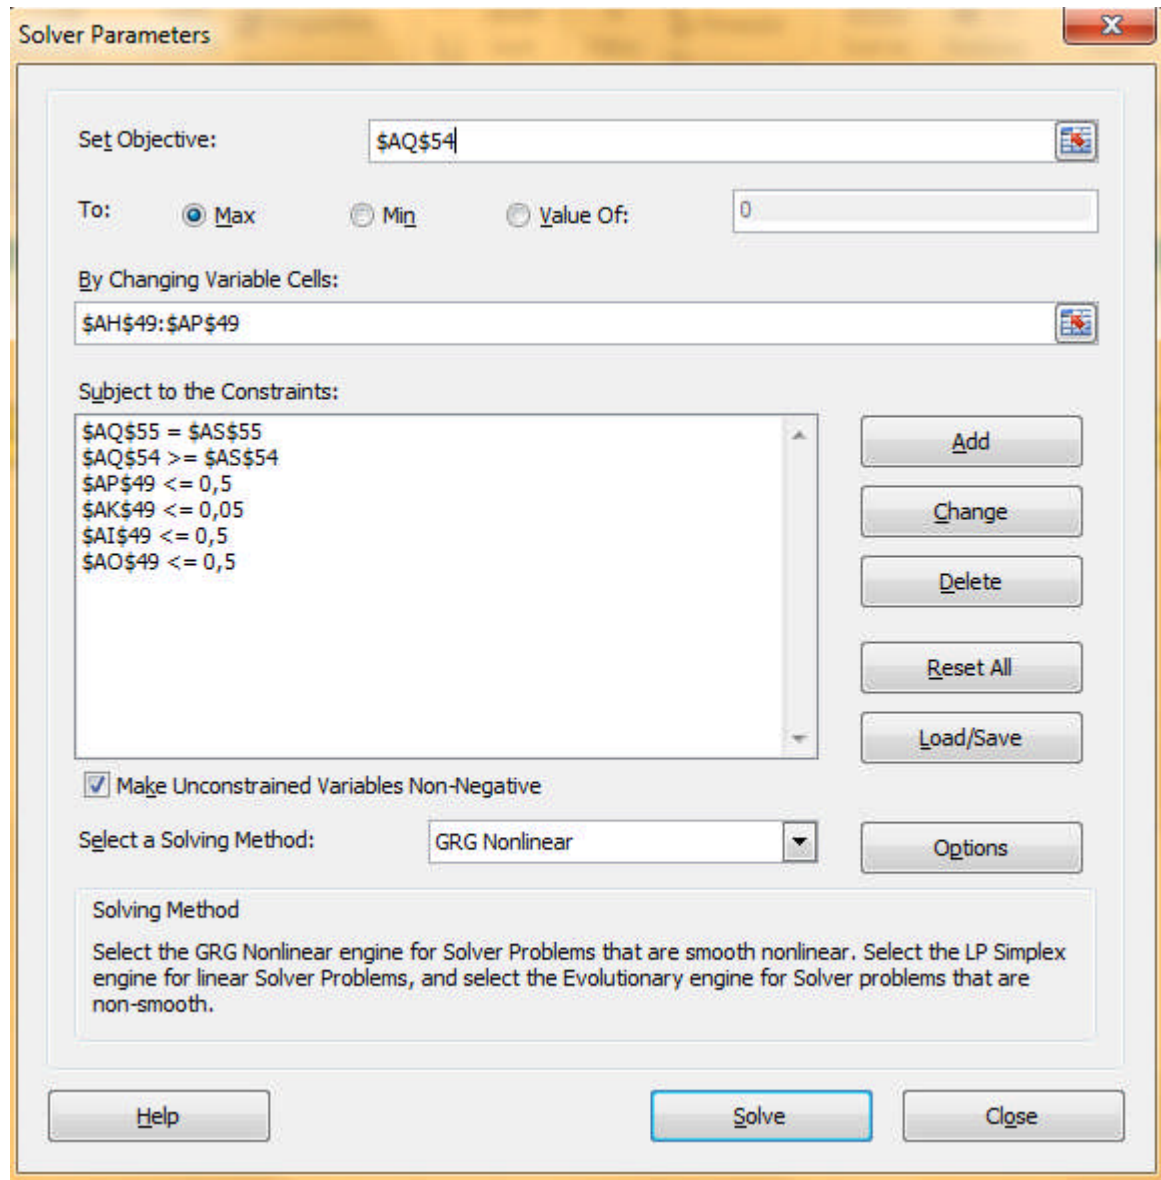 Solver Parameters
Set Objective: $AQ$54
To: Max Min Value Of: 0
By Changing Variable Cells:
$AH$49:$AP$49
Subject to the Constraints:
$AQ$55 = $AS$55
$AQ$54 >= $AS$54
$AP$49 <= 0,5
$AK$49 <= 0,05
$AI$49 <= 0,5
$AO$49 <= 0,5
Add
Change
Delete
Reset All
Load/Save
Make Unconstrained Variables Non-Negative
Select a Solving Method: GRG Nonlinear Options
Solving Method
Select the GRG Nonlinear engine for Solver Problems that are smooth nonlinear. Select the LP Simplex
engine for linear Solver Problems, and select the Evolutionary engine for Solver problems that are
non-smooth.
Help Solve Close